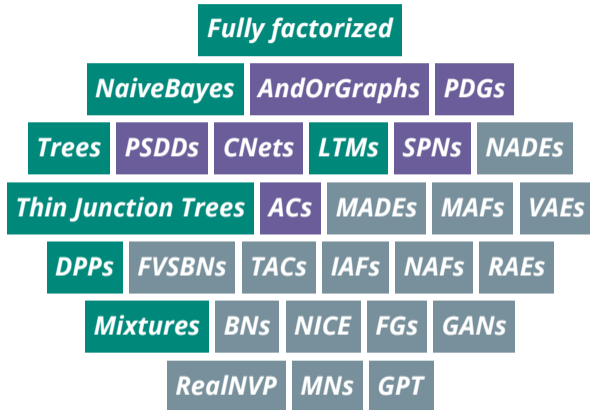 Fully factorized
NaiveBayes AndOrGraphs PDGs
Trees PSDDs CNets LTMs SPNs NADEs
Thin Junction Trees ACs MADEs MAFs VAEs
DPPs FVSBNs TACs IAFs NAFs RAEs
Mixtures BNs NICE FGs GANs
RealNVP MNs GPT